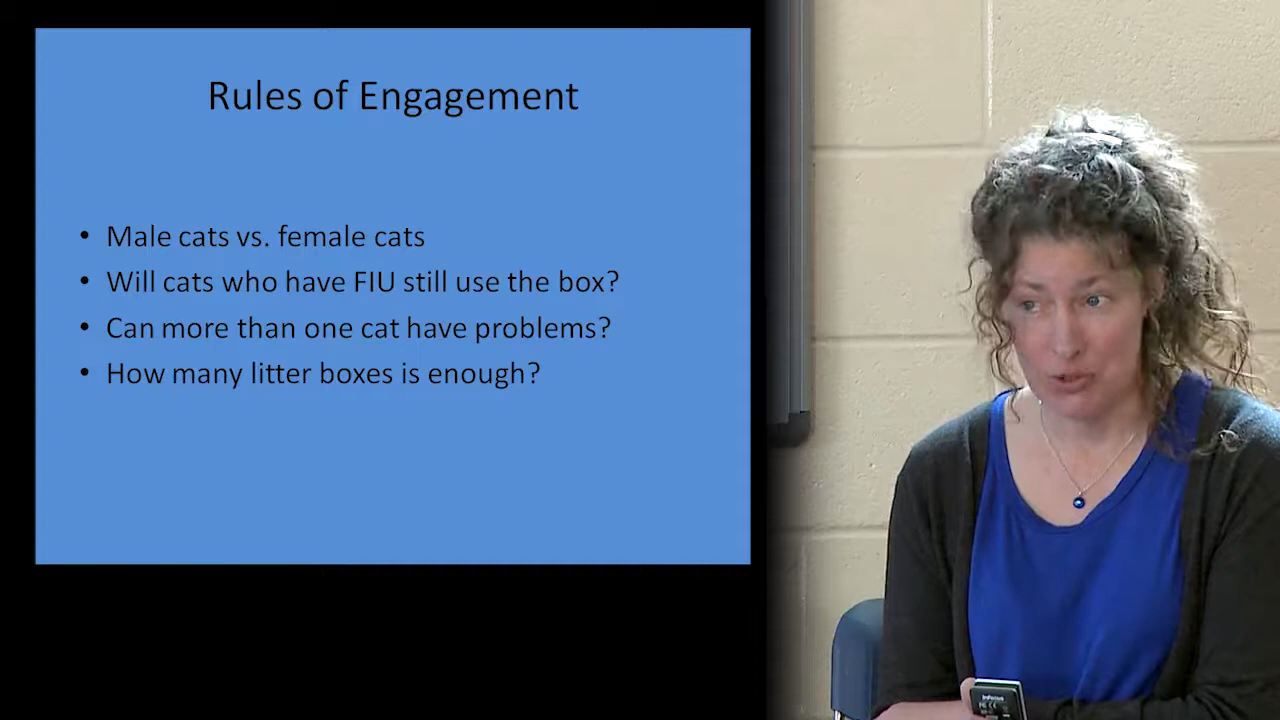 Rules of Engagement
• Male cats vs. female cats
• Will cats who have FIU still use the box?
• Can more than one cat have problems?
• How many litter boxes is enough?
InFocus